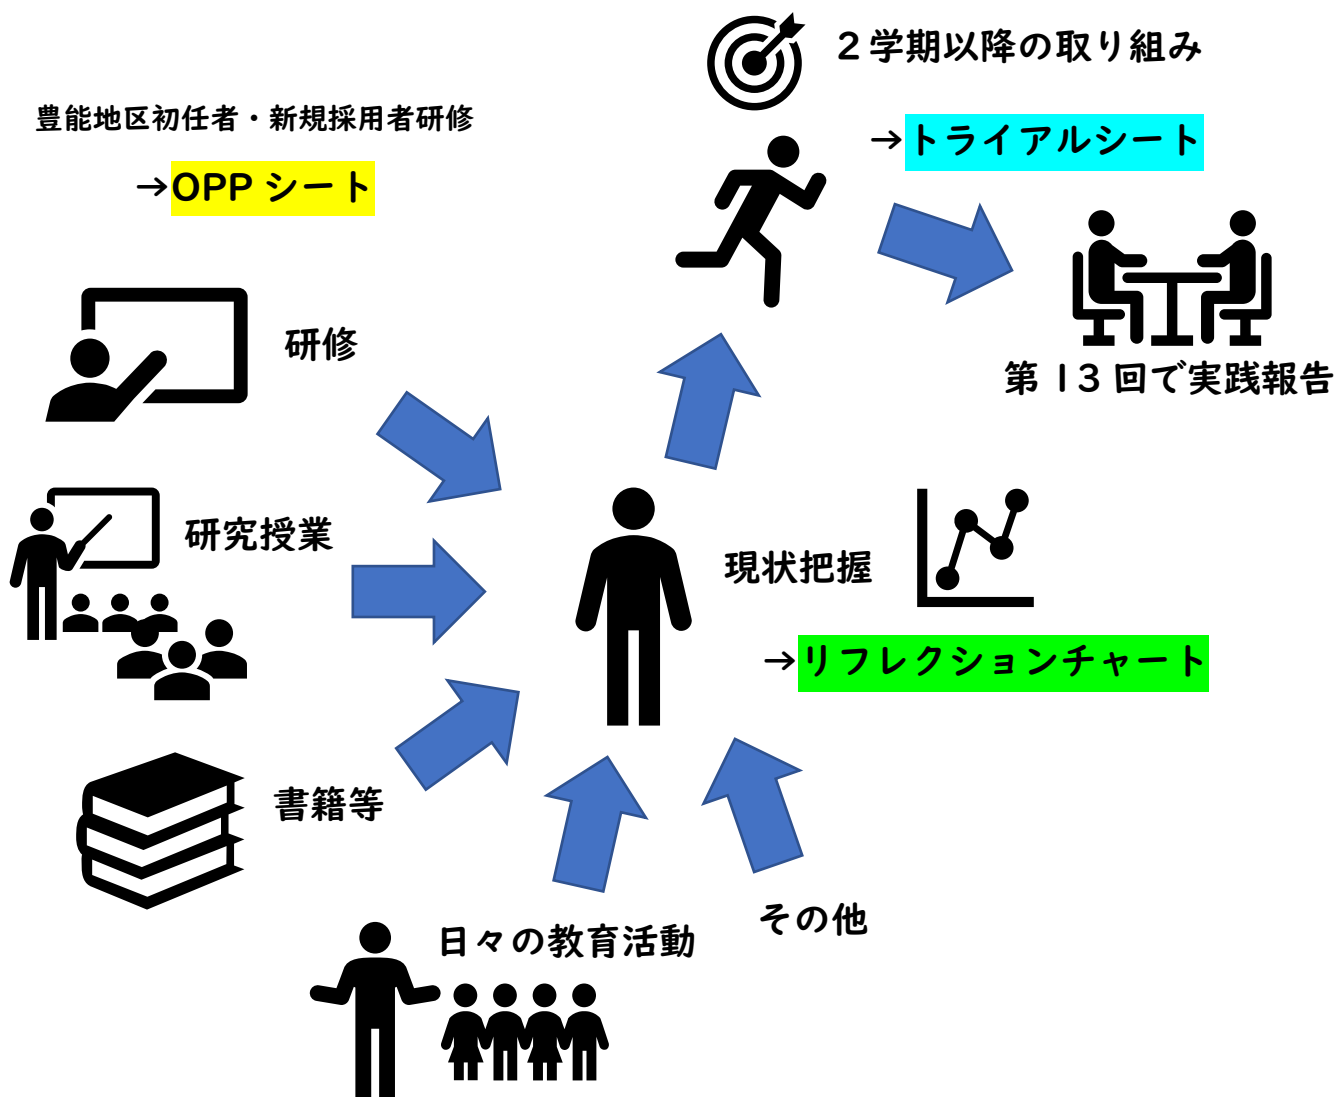 ２学期以降の取り組み
→トライアルシート
豊能地区初任者・新規採用者研修
→OPP シート
研修
第 13 回で実践報告
研究授業
現状把握
→リフレクションチャート
書籍等
日々の教育活動
その他